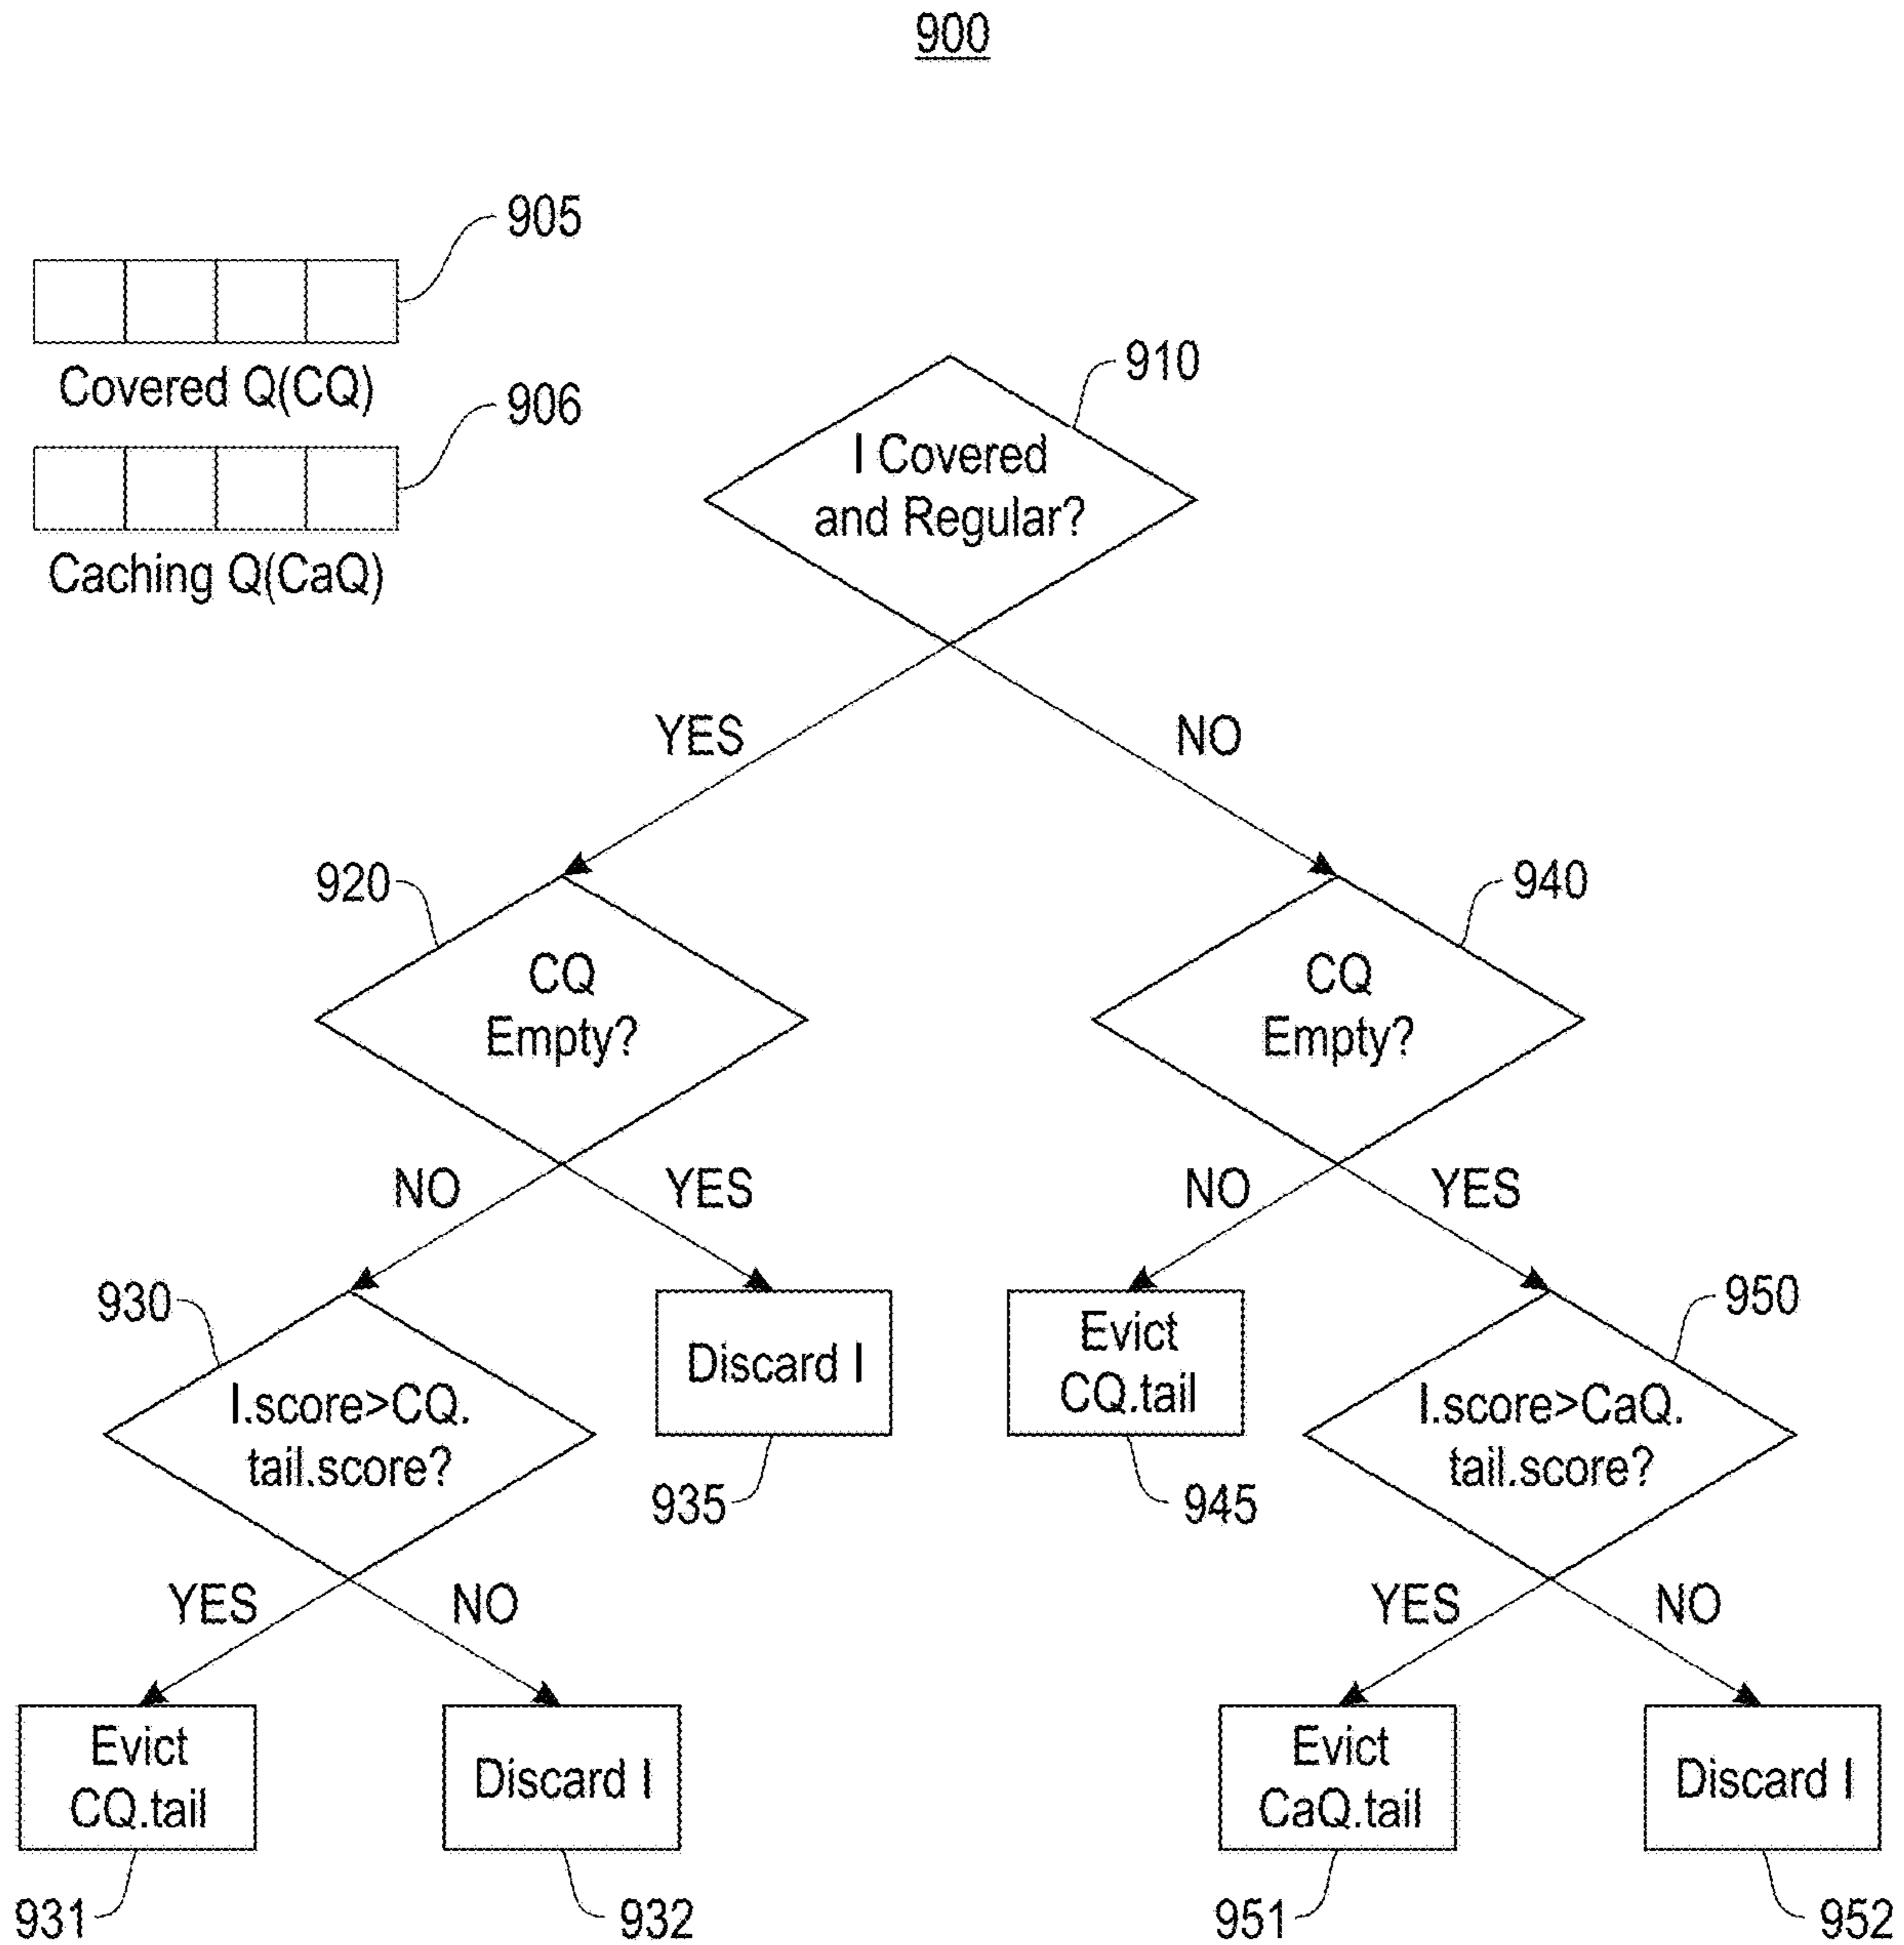 900
905
Covered Q(CQ)
906
Caching Q(CaQ)
910
I Covered
and Regular?
YES
NO
920
CQ
Empty?
940
CQ
Empty?
NO
YES
NO
YES
930
I.score>CQ.
tail.score?
Discard I
935
Evict
CQ.tail
945
950
I.score>CaQ.
tail.score?
YES
NO
YES
NO
Evict
CQ.tail
931
Discard I
932
Evict
CaQ.tail
951
Discard I
952